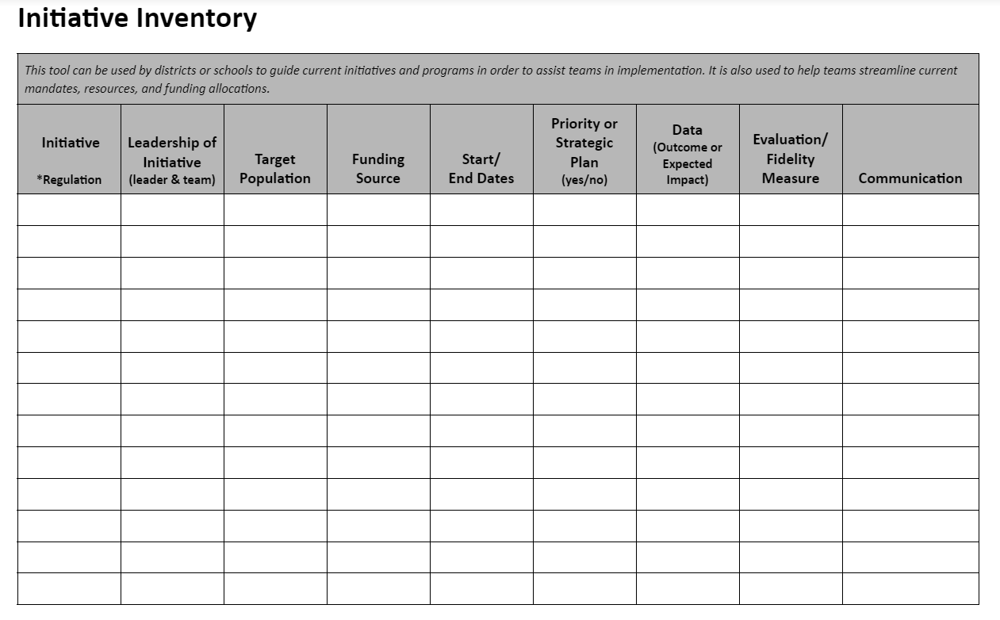 Initiative Inventory
This tool can be used by districts or schools to guide current initiatives and programs in order to assist teams in implementation. It is also used to help teams streamline current
mandates, resources, and funding allocations.
Initiative
*Regulation
Leadership of
Initiative
(leader & team)
Target
Population
Funding
Source
Start/
End Dates
Priority or
Strategic
Plan
(yes/no)
Data
(Outcome or
Expected
Impact)
Evaluation/
Fidelity
Measure
Communication